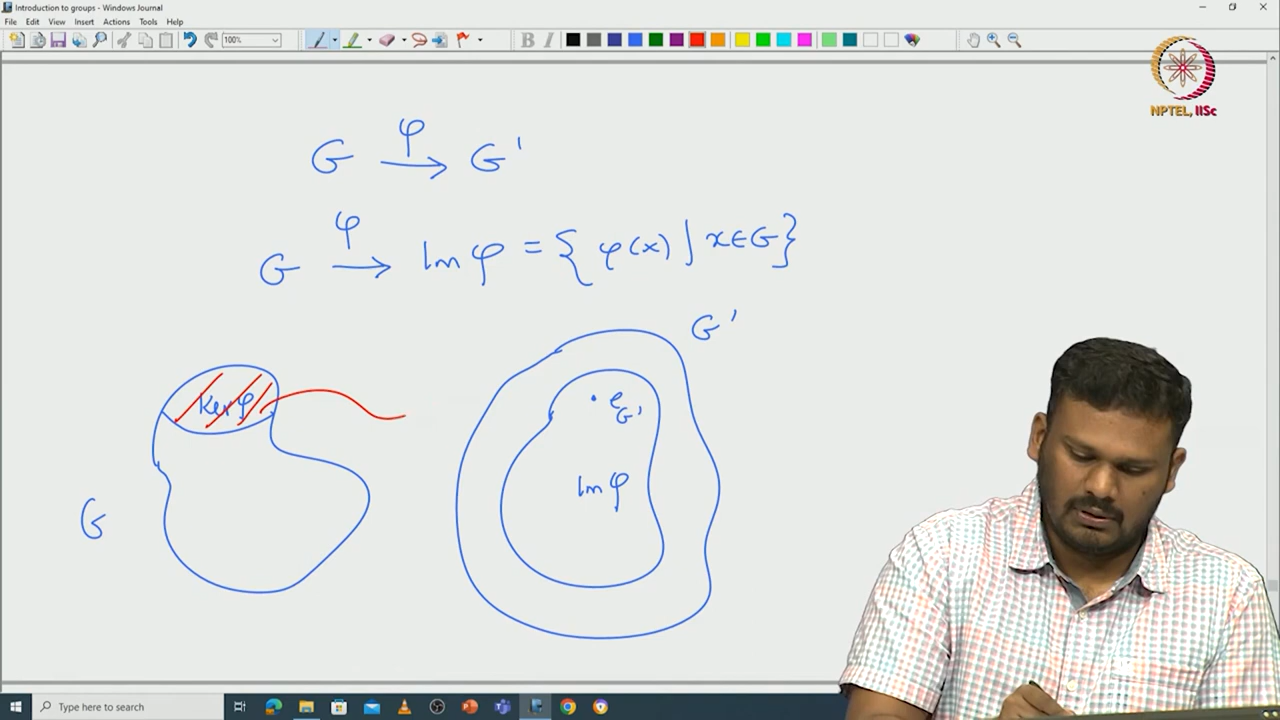 Introduction to groups - Windows Journal
File Edit View Insert Actions Tools Help
100%
B I
NPTEL, IISc
φ
G → G'
φ
G → Im φ = { φ(x) | x ∈ G }
G'
Ker φ
e_G'
Im φ
G
Type here to search